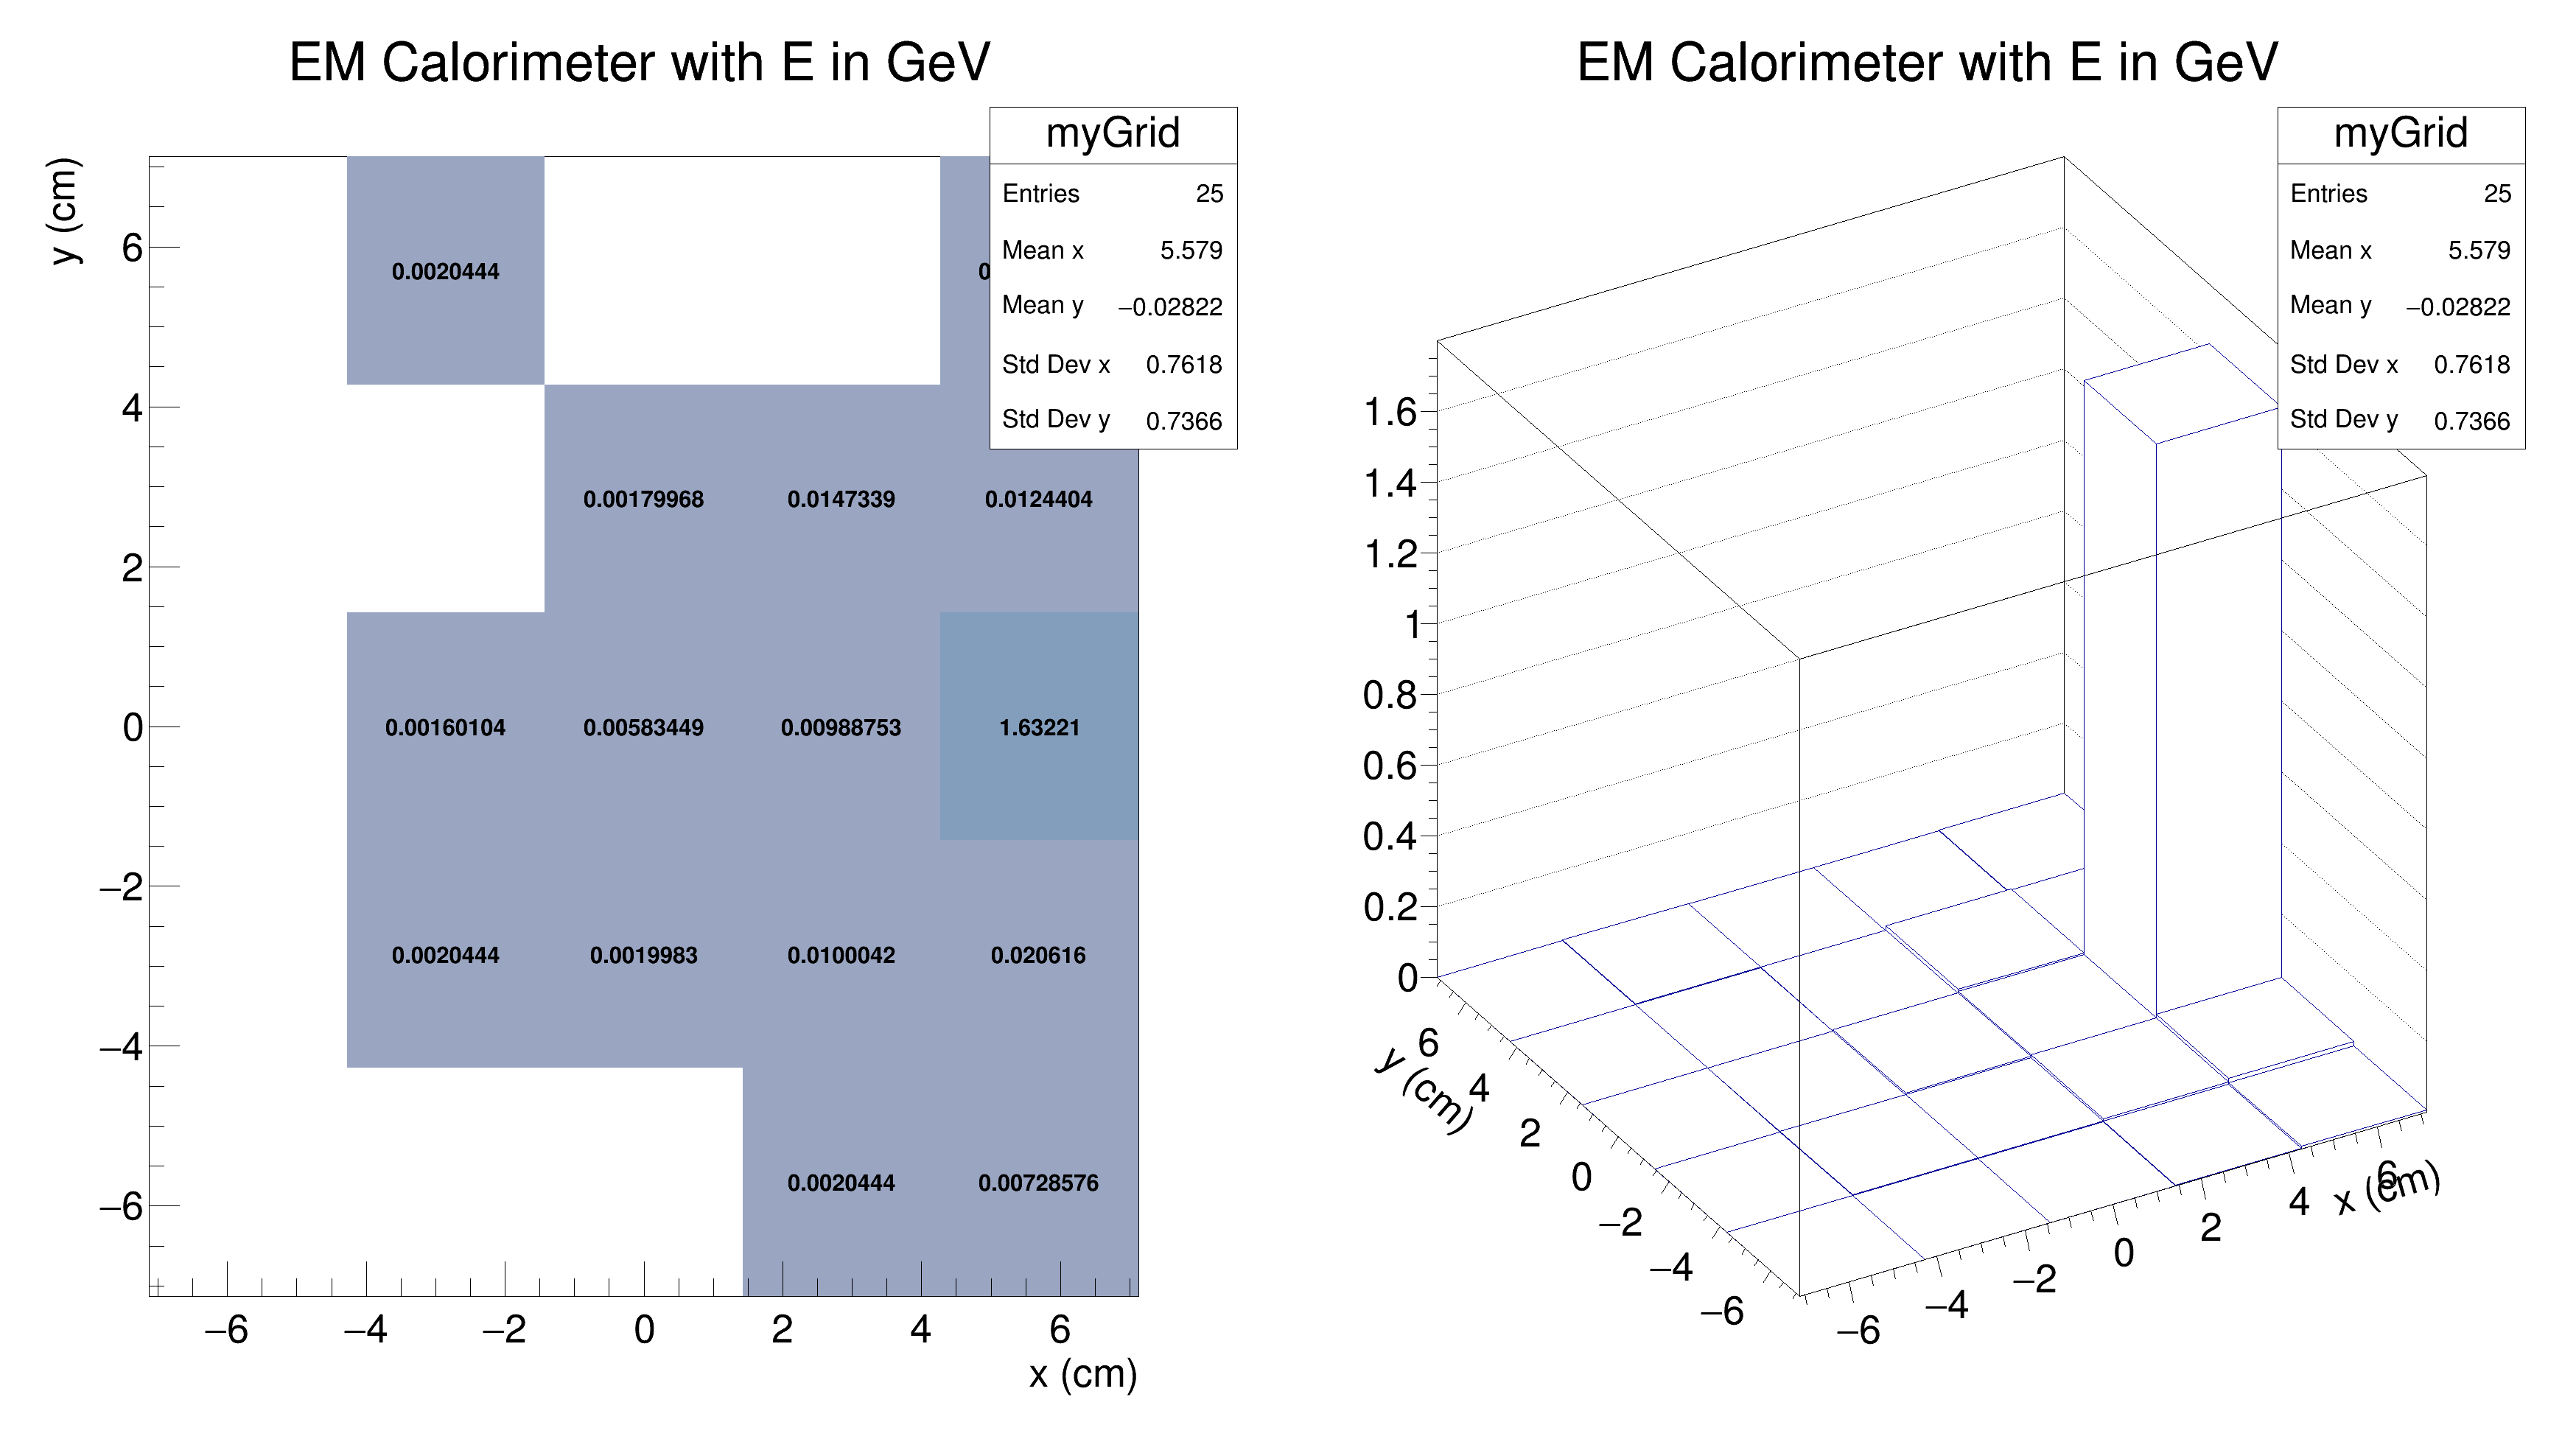 EM Calorimeter with E in GeV
myGrid
Entries 25
Mean x 5.579
Mean y −0.02822
Std Dev x 0.7618
Std Dev y 0.7366
y (cm)
6
4
2
0
−2
−4
−6
0.0020444
0.00179968 0.0147339 0.0124404
0.00160104 0.00583449 0.00988753 1.63221
0.0020444 0.0019983 0.0100042 0.020616
0.0020444 0.00728576
−6 −4 −2 0 2 4 6
x (cm)
EM Calorimeter with E in GeV
myGrid
Entries 25
Mean x 5.579
Mean y −0.02822
Std Dev x 0.7618
Std Dev y 0.7366
1.6
1.4
1.2
1
0.8
0.6
0.4
0.2
0
y (cm)
6
4
2
0
−2
−4
−6
−6 −4 −2 0 2 4 6
x (cm)